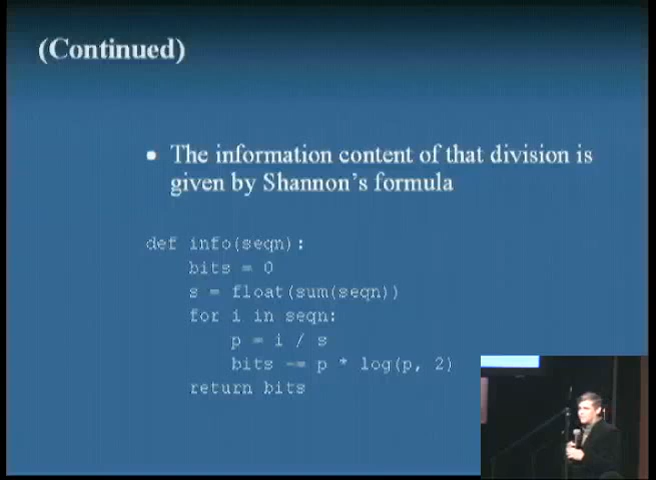 (Continued)
• The information content of that division is
given by Shannon's formula
def info(seqn):
bits = 0
s = float(sum(seqn))
for i in seqn:
p = i / s
bits -= p * log(p, 2)
return bits